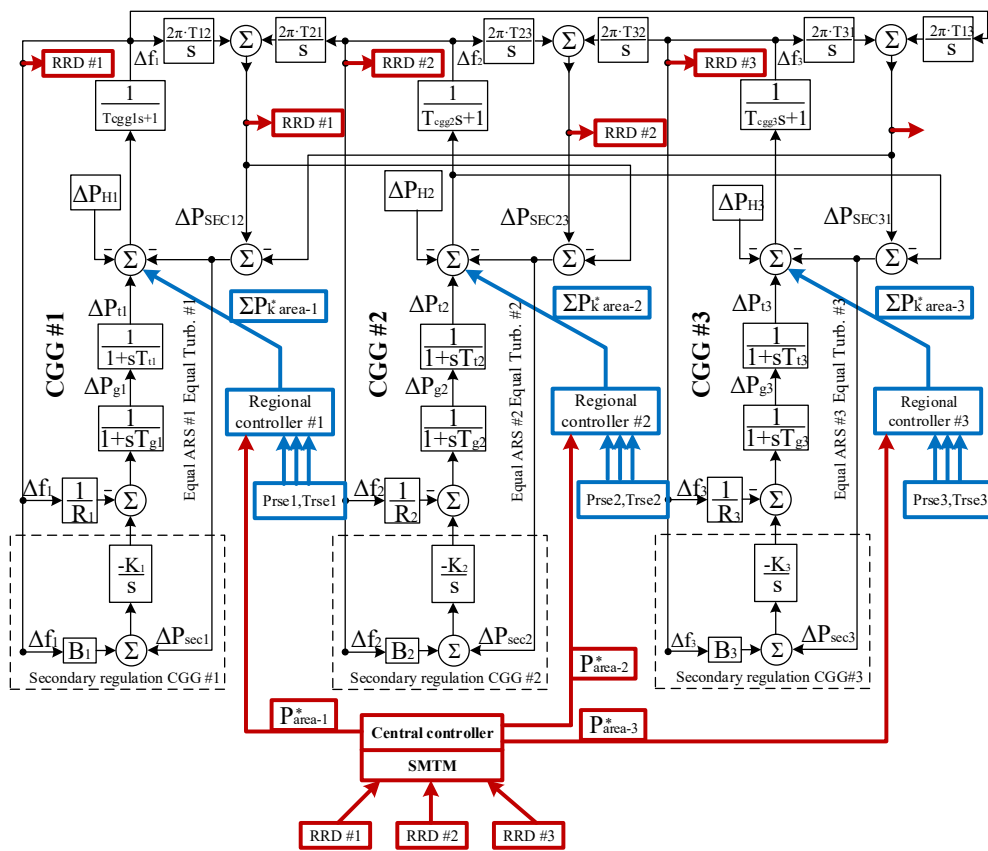 2π·T12
s
Σ
2π·T21
s
2π·T23
s
Σ
2π·T32
s
2π·T31
s
Σ
2π·T13
s
RRD #1
Δf1
RRD #2
Δf2
RRD #3
Δf3
1
Tcgg1s+1
1
Tcgg2s+1
1
Tcgg3s+1
RRD #1
RRD #2
ΔPH1
ΔPH2
ΔPH3
ΔPSEC12
ΔPSEC23
ΔPSEC31
− − −
Σ
Σ
− − −
Σ
Σ
− − −
Σ
Σ
CGG #1
ΔPt1
ΣP*k area-1
CGG #2
ΔPt2
ΣP*k area-2
CGG #3
ΔPt3
ΣP*k area-3
1
1+sTt1
1
1+sTt2
1
1+sTt3
ΔPg1
ΔPg2
ΔPg3
1
1+sTg1
1
1+sTg2
1
1+sTg3
Equal ARS #1 Equal Turb. #1
Equal ARS #2 Equal Turb. #2
Equal ARS #3 Equal Turb. #3
Regional
controller #1
Regional
controller #2
Regional
controller #3
Prse1,Trse1
Prse2,Trse2
Prse3,Trse3
Δf1
1
R1
−
Σ
Δf2
1
R2
−
Σ
Δf3
1
R3
−
Σ
-K1
s
-K2
s
-K3
s
Δf1
B1
Σ
ΔPsec1
Δf2
B2
Σ
ΔPsec2
Δf3
B3
Σ
ΔPsec3
Secondary regulation CGG #1
Secondary regulation CGG #2
Secondary regulation CGG#3
P*area-1
P*area-2
P*area-3
Central controller
SMTM
RRD #1
RRD #2
RRD #3